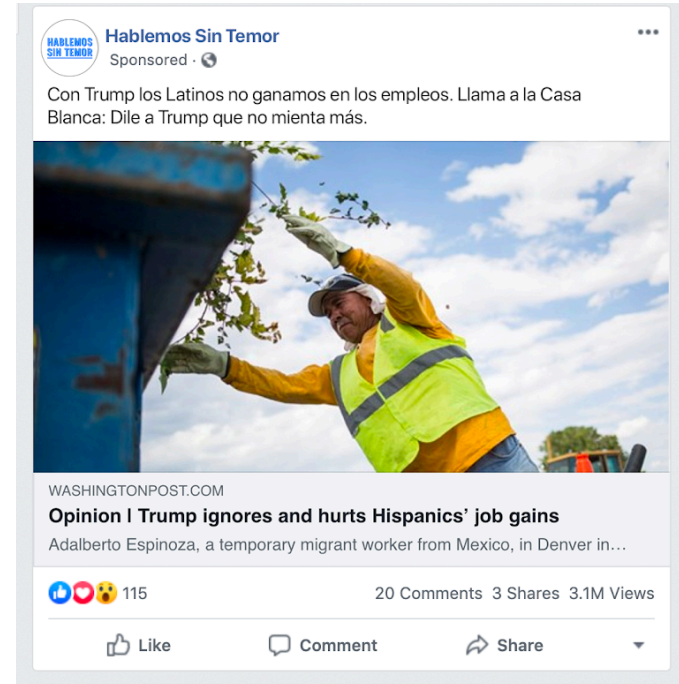 HABLEMOS
SIN TEMOR
Hablemos Sin Temor
Sponsored ·
Con Trump los Latinos no ganamos en los empleos. Llama a la Casa
Blanca: Dile a Trump que no mienta más.
WASHINGTONPOST.COM
Opinion | Trump ignores and hurts Hispanics’ job gains
Adalberto Espinoza, a temporary migrant worker from Mexico, in Denver in…
115
20 Comments 3 Shares 3.1M Views
Like
Comment
Share